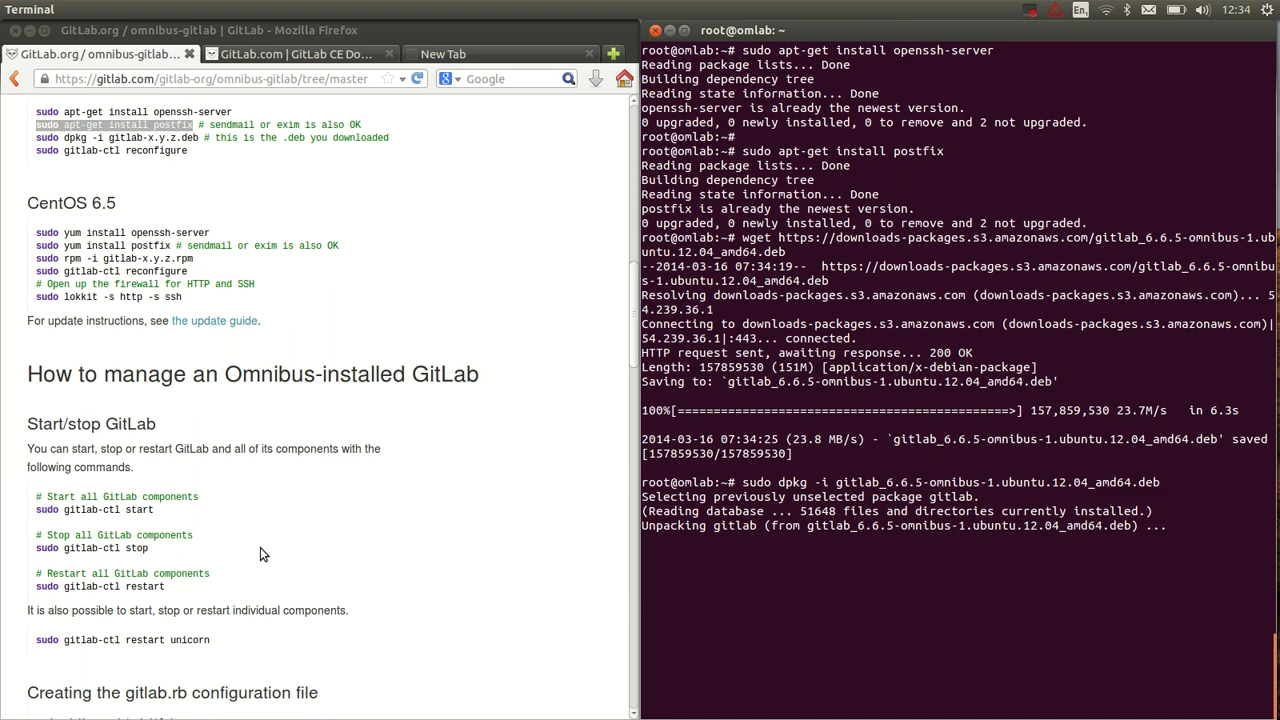 Terminal
En
12:34
GitLab.org / omnibus-gitlab | GitLab - Mozilla Firefox
GitLab.org / omnibus-gitlab...
GitLab.com | GitLab CE Do...
New Tab
https://gitlab.com/gitlab-org/omnibus-gitlab/tree/master
Google
sudo apt-get install openssh-server
sudo apt-get install postfix # sendmail or exim is also OK
sudo dpkg -i gitlab-x.y.z.deb # this is the .deb you downloaded
sudo gitlab-ctl reconfigure
CentOS 6.5
sudo yum install openssh-server
sudo yum install postfix # sendmail or exim is also OK
sudo rpm -i gitlab-x.y.z.rpm
sudo gitlab-ctl reconfigure
# Open up the firewall for HTTP and SSH
sudo lokkit -s http -s ssh
For update instructions, see the update guide.
How to manage an Omnibus-installed GitLab
Start/stop GitLab
You can start, stop or restart GitLab and all of its components with the
following commands.
# Start all GitLab components
sudo gitlab-ctl start
# Stop all GitLab components
sudo gitlab-ctl stop
# Restart all GitLab components
sudo gitlab-ctl restart
It is also possible to start, stop or restart individual components.
sudo gitlab-ctl restart unicorn
Creating the gitlab.rb configuration file
root@omlab: ~
root@omlab:~# sudo apt-get install openssh-server
Reading package lists... Done
Building dependency tree
Reading state information... Done
openssh-server is already the newest version.
0 upgraded, 0 newly installed, 0 to remove and 2 not upgraded.
root@omlab:~#
root@omlab:~# sudo apt-get install postfix
Reading package lists... Done
Building dependency tree
Reading state information... Done
postfix is already the newest version.
0 upgraded, 0 newly installed, 0 to remove and 2 not upgraded.
root@omlab:~# wget https://downloads-packages.s3.amazonaws.com/gitlab_6.6.5-omnibus-1.ub
untu.12.04_amd64.deb
--2014-03-16 07:34:19--  https://downloads-packages.s3.amazonaws.com/gitlab_6.6.5-omnibu
s-1.ubuntu.12.04_amd64.deb
Resolving downloads-packages.s3.amazonaws.com (downloads-packages.s3.amazonaws.com)... 5
4.239.36.1
Connecting to downloads-packages.s3.amazonaws.com (downloads-packages.s3.amazonaws.com)|
54.239.36.1|:443... connected.
HTTP request sent, awaiting response... 200 OK
Length: 157859530 (151M) [application/x-debian-package]
Saving to: `gitlab_6.6.5-omnibus-1.ubuntu.12.04_amd64.deb'
100%[==============================================>] 157,859,530 23.7M/s   in 6.3s
2014-03-16 07:34:25 (23.8 MB/s) - `gitlab_6.6.5-omnibus-1.ubuntu.12.04_amd64.deb' saved
[157859530/157859530]
root@omlab:~# sudo dpkg -i gitlab_6.6.5-omnibus-1.ubuntu.12.04_amd64.deb
Selecting previously unselected package gitlab.
(Reading database ... 51648 files and directories currently installed.)
Unpacking gitlab (from gitlab_6.6.5-omnibus-1.ubuntu.12.04_amd64.deb) ...